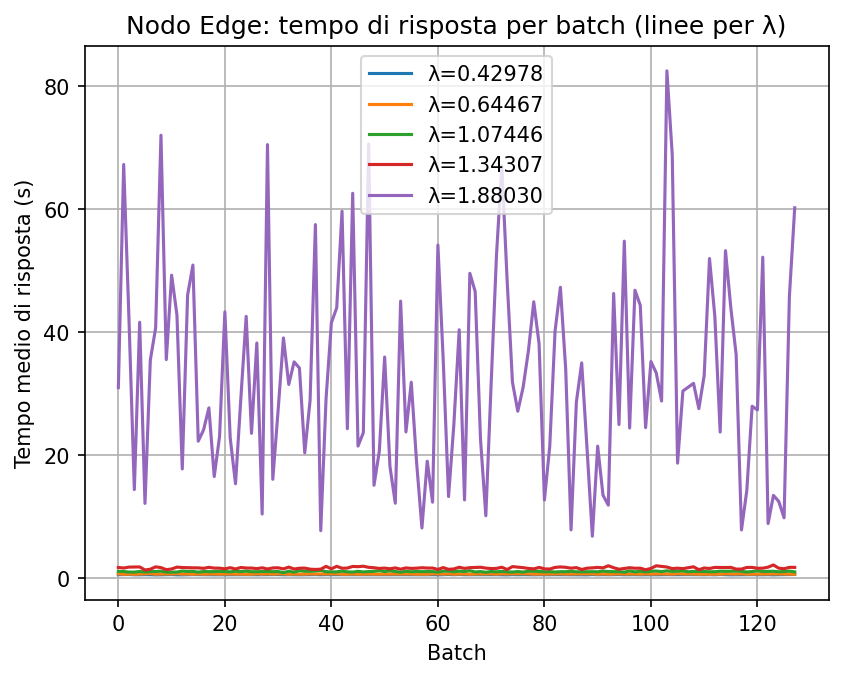 Nodo Edge: tempo di risposta per batch (linee per λ)
λ=0.42978
λ=0.64467
λ=1.07446
λ=1.34307
λ=1.88030
80
60
40
20
0
Tempo medio di risposta (s)
0 20 40 60 80 100 120
Batch